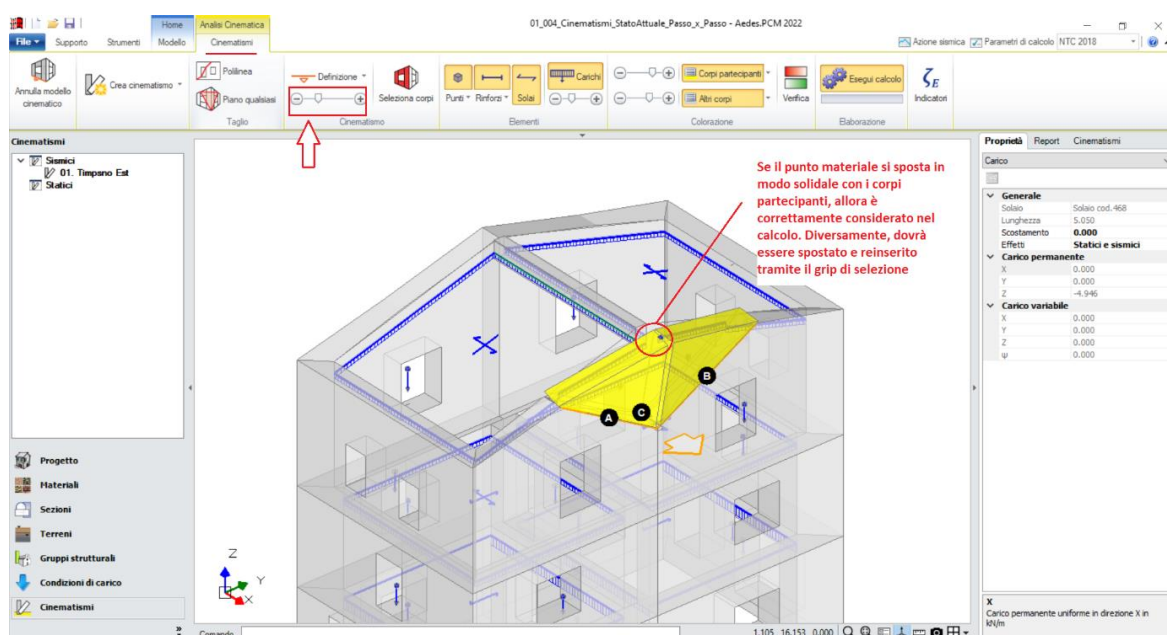 01_004_Cinematismi_StatoAttuale_Passo_x_Passo - Aedes.PCM 2022
Home
Analisi Cinematica
File
Supporto
Strumenti
Modello
Cinematismi
Azione sismica
Parametri di calcolo
NTC 2018
Annulla modello
cinematico
Crea cinematismo
Polilinea
Piano qualsiasi
Taglio
Definizione
Seleziona corpi
Cinematismo
Punti
Rinforzi
Solai
Carichi
Elementi
Corpi partecipanti
Altri corpi
Verifica
Colorazione
Esegui calcolo
Elaborazione
ζE
Indicatori
Cinematismi
Sismici
01. Timpsno Est
Statici
Progetto
Materiali
Sezioni
Terreni
Gruppi strutturali
Condizioni di carico
Cinematismi
»
Se il punto materiale si sposta in
modo solidale con i corpi
partecipanti, allora è
correttamente considerato nel
calcolo. Diversamente, dovrà
essere spostato e reinserito
tramite il grip di selezione
A
C
B
Z
Y
X
Comando
1.105 16.153 0.000
Proprietà Report Cinematismi
Carico
Generale
Solaio Solaio cod.468
Lunghezza 5.050
Scostamento 0.000
Effetti Statici e sismici
Carico permanente
X 0.000
Y 0.000
Z -4.946
Carico variabile
X 0.000
Y 0.000
Z 0.000
ψ 0.000
X
Carico permanente uniforme in direzione X in
kN/m